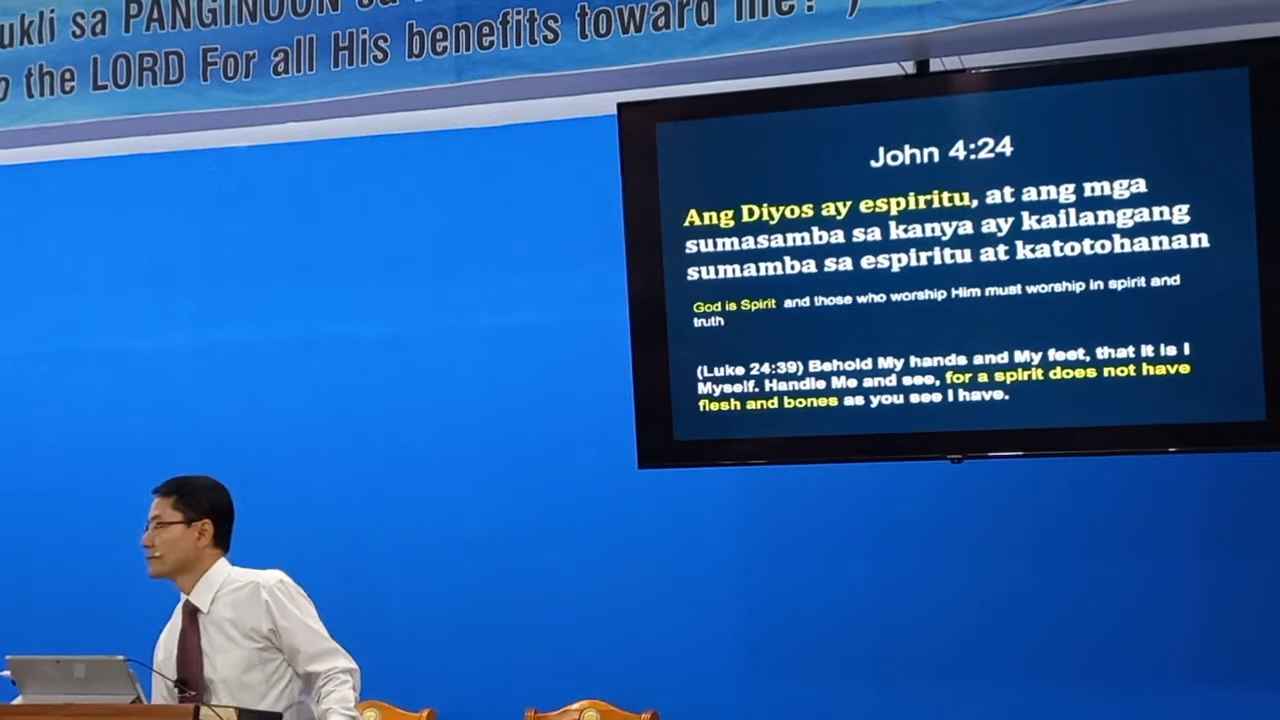 ukli sa PANGINOON sa
the LORD For all His benefits toward me? )
John 4:24
Ang Diyos ay espiritu, at ang mga
sumasamba sa kanya ay kailangang
sumamba sa espiritu at katotohanan
God is Spirit and those who worship Him must worship in spirit and
truth
(Luke 24:39) Behold My hands and My feet, that it is I
Myself. Handle Me and see, for a spirit does not have
flesh and bones as you see I have.